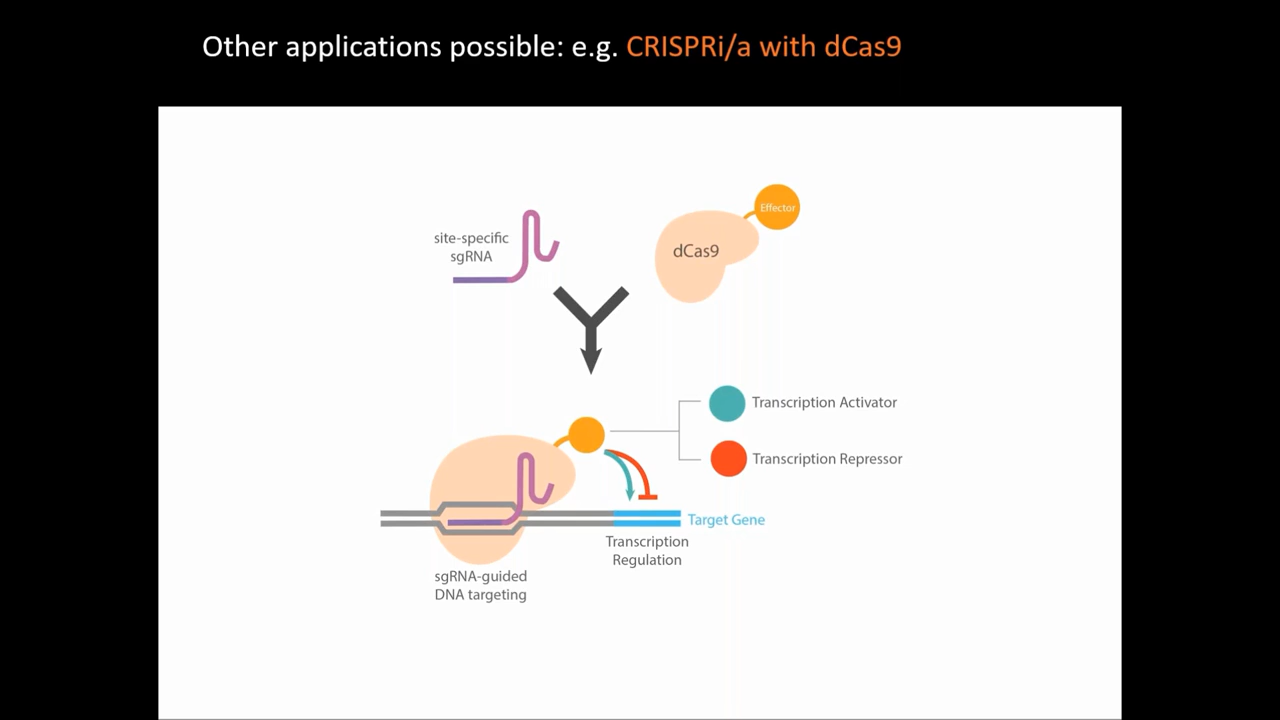 Other applications possible: e.g. CRISPRi/a with dCas9
Effector
site-specific
sgRNA
dCas9
Transcription Activator
Transcription Repressor
Target Gene
Transcription
Regulation
sgRNA-guided
DNA targeting